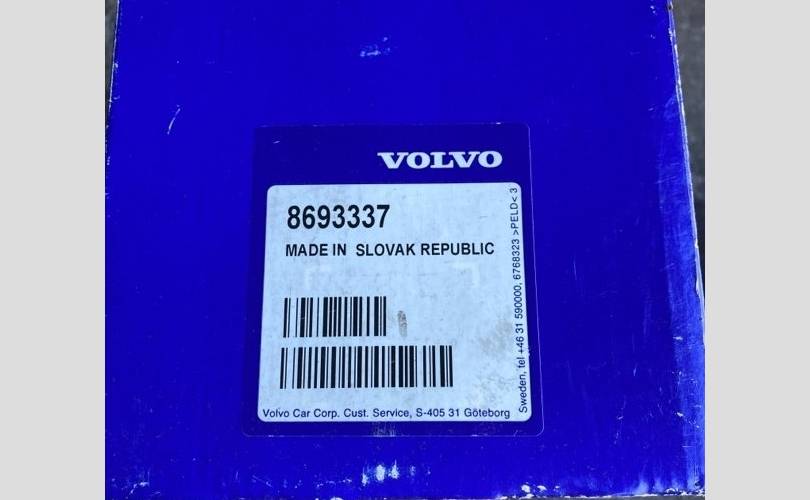 VOLVO
8693337
MADE IN SLOVAK REPUBLIC
Volvo Car Corp. Cust. Service, S-405 31 Göteborg
Sweden, tel +46 31 590000, 6768323 >PELD< 3